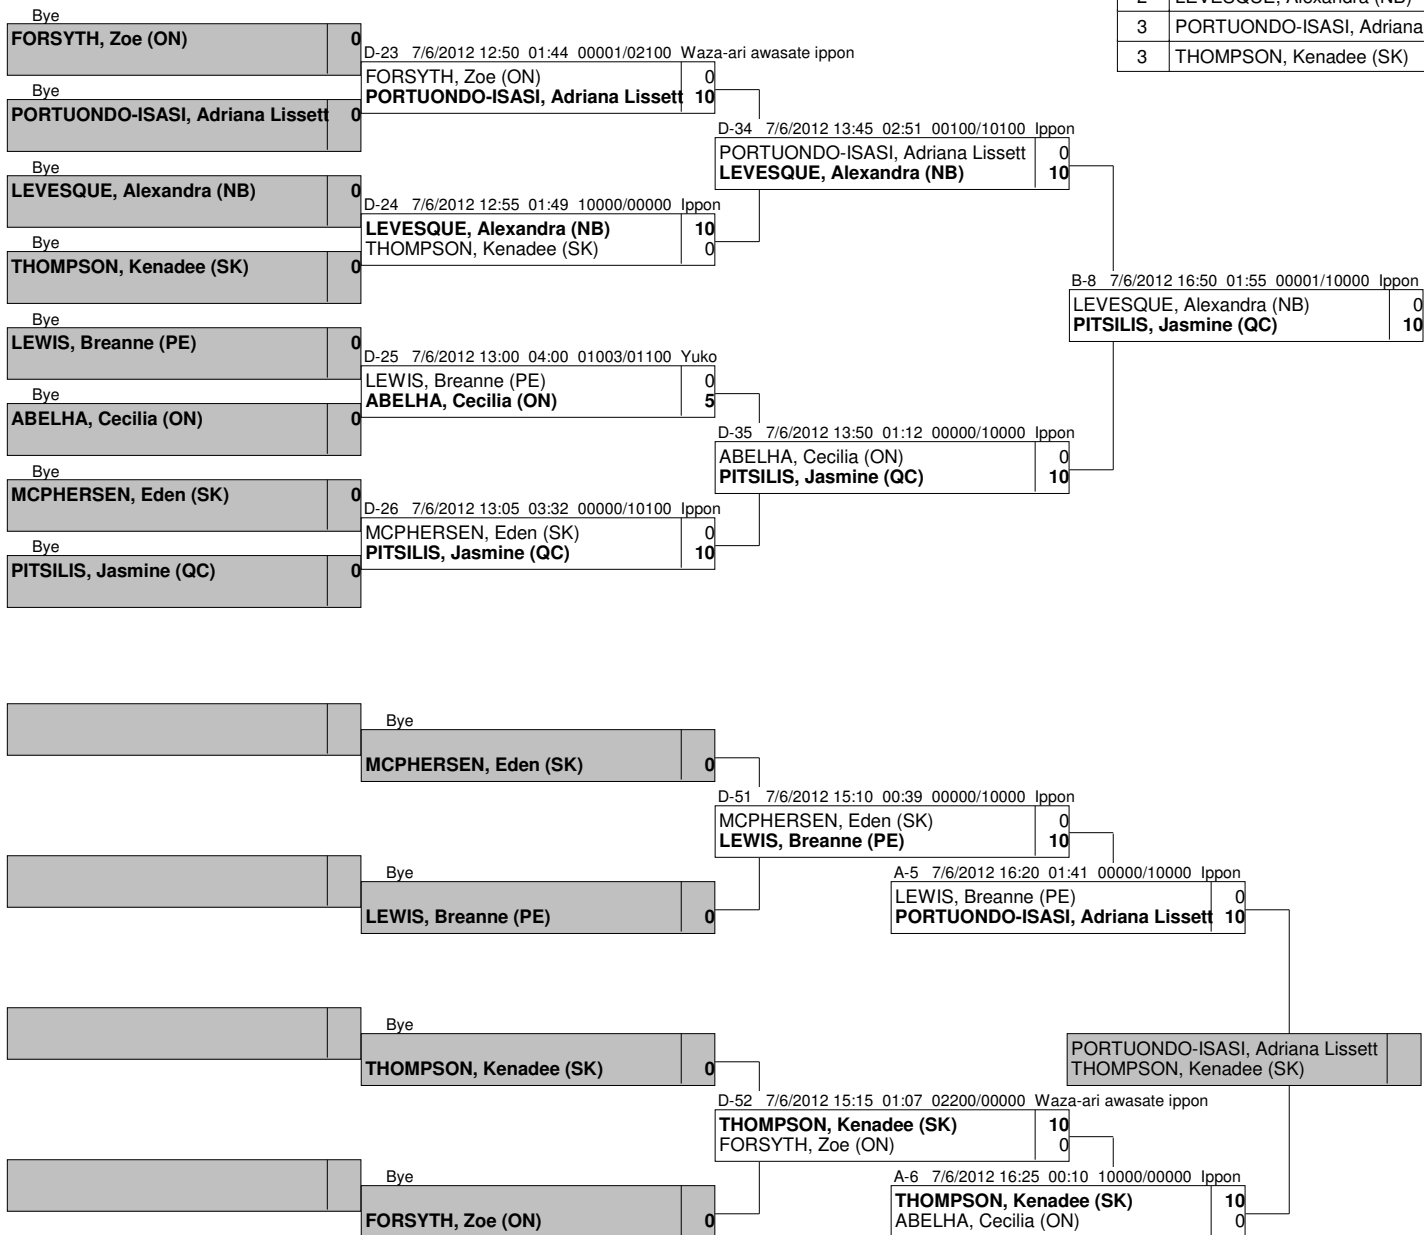 2 LEVESQUE, Alexandra (NB)
3 PORTUONDO-ISASI, Adriana
3 THOMPSON, Kenadee (SK)
Bye
FORSYTH, Zoe (ON) 0
Bye
PORTUONDO-ISASI, Adriana Lissett 0
Bye
LEVESQUE, Alexandra (NB) 0
Bye
THOMPSON, Kenadee (SK) 0
Bye
LEWIS, Breanne (PE) 0
Bye
ABELHA, Cecilia (ON) 0
Bye
MCPHERSEN, Eden (SK) 0
Bye
PITSILIS, Jasmine (QC) 0
D-23 7/6/2012 12:50 01:44 00001/02100 Waza-ari awasate ippon
FORSYTH, Zoe (ON) 0
PORTUONDO-ISASI, Adriana Lissett 10
D-24 7/6/2012 12:55 01:49 10000/00000 Ippon
LEVESQUE, Alexandra (NB) 10
THOMPSON, Kenadee (SK) 0
D-25 7/6/2012 13:00 04:00 01003/01100 Yuko
LEWIS, Breanne (PE) 0
ABELHA, Cecilia (ON) 5
D-26 7/6/2012 13:05 03:32 00000/10100 Ippon
MCPHERSEN, Eden (SK) 0
PITSILIS, Jasmine (QC) 10
D-34 7/6/2012 13:45 02:51 00100/10100 Ippon
PORTUONDO-ISASI, Adriana Lissett 0
LEVESQUE, Alexandra (NB) 10
D-35 7/6/2012 13:50 01:12 00000/10000 Ippon
ABELHA, Cecilia (ON) 0
PITSILIS, Jasmine (QC) 10
B-8 7/6/2012 16:50 01:55 00001/10000 Ippon
LEVESQUE, Alexandra (NB) 0
PITSILIS, Jasmine (QC) 10
Bye
MCPHERSEN, Eden (SK) 0
Bye
LEWIS, Breanne (PE) 0
Bye
THOMPSON, Kenadee (SK) 0
Bye
FORSYTH, Zoe (ON) 0
D-51 7/6/2012 15:10 00:39 00000/10000 Ippon
MCPHERSEN, Eden (SK) 0
LEWIS, Breanne (PE) 10
D-52 7/6/2012 15:15 01:07 02200/00000 Waza-ari awasate ippon
THOMPSON, Kenadee (SK) 10
FORSYTH, Zoe (ON) 0
A-5 7/6/2012 16:20 01:41 00000/10000 Ippon
LEWIS, Breanne (PE) 0
PORTUONDO-ISASI, Adriana Lissett 10
A-6 7/6/2012 16:25 00:10 10000/00000 Ippon
THOMPSON, Kenadee (SK) 10
ABELHA, Cecilia (ON) 0
PORTUONDO-ISASI, Adriana Lissett
THOMPSON, Kenadee (SK)